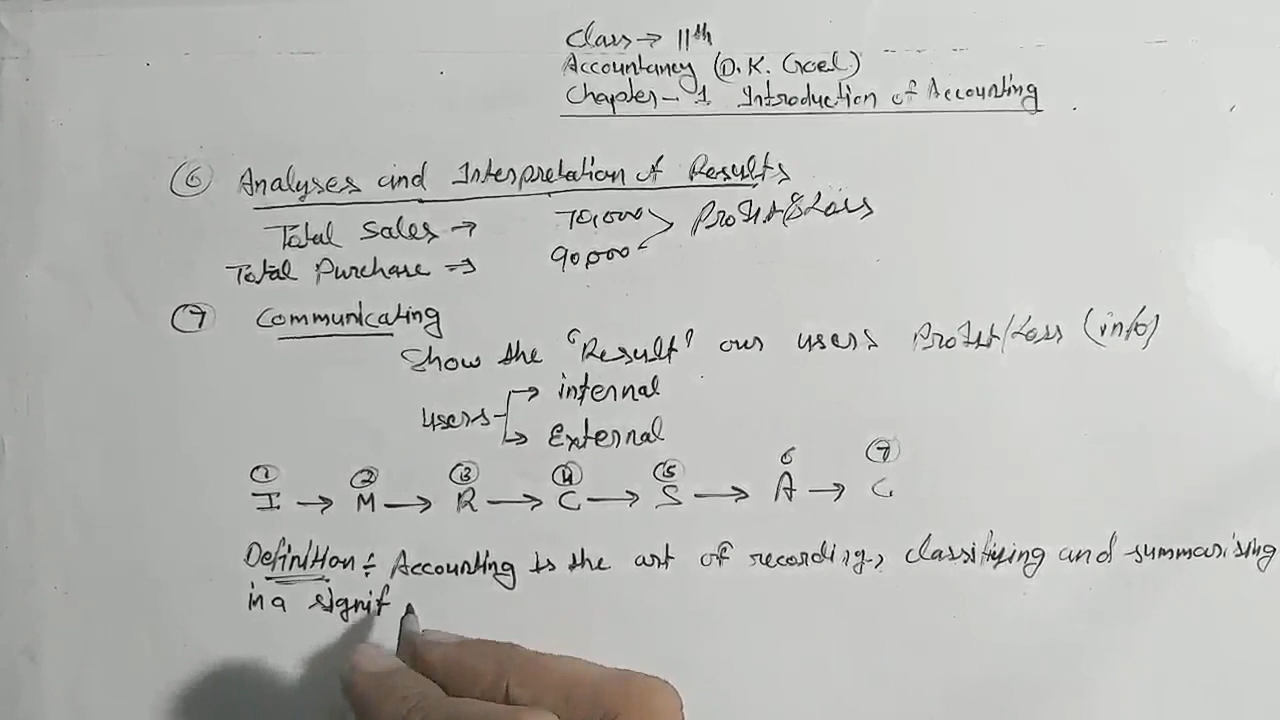 Class → 11th
Accountancy (D.K. Goel)
Chapter - 1 Introduction of Accounting
(6) Analyses and Interpretation of Results
Total Sales → 70,000 Profit/Loss
Total Purchase → 90,000
(7) Communicating
Show the "Result" our users Profit/Loss (info)
users → internal
→ External
(1) (2) (3) (4) (5) 6 (7)
I → M → R → C → S → A → C
Definition ÷ Accounting is the art of recording, classifying and summarising
in a signif